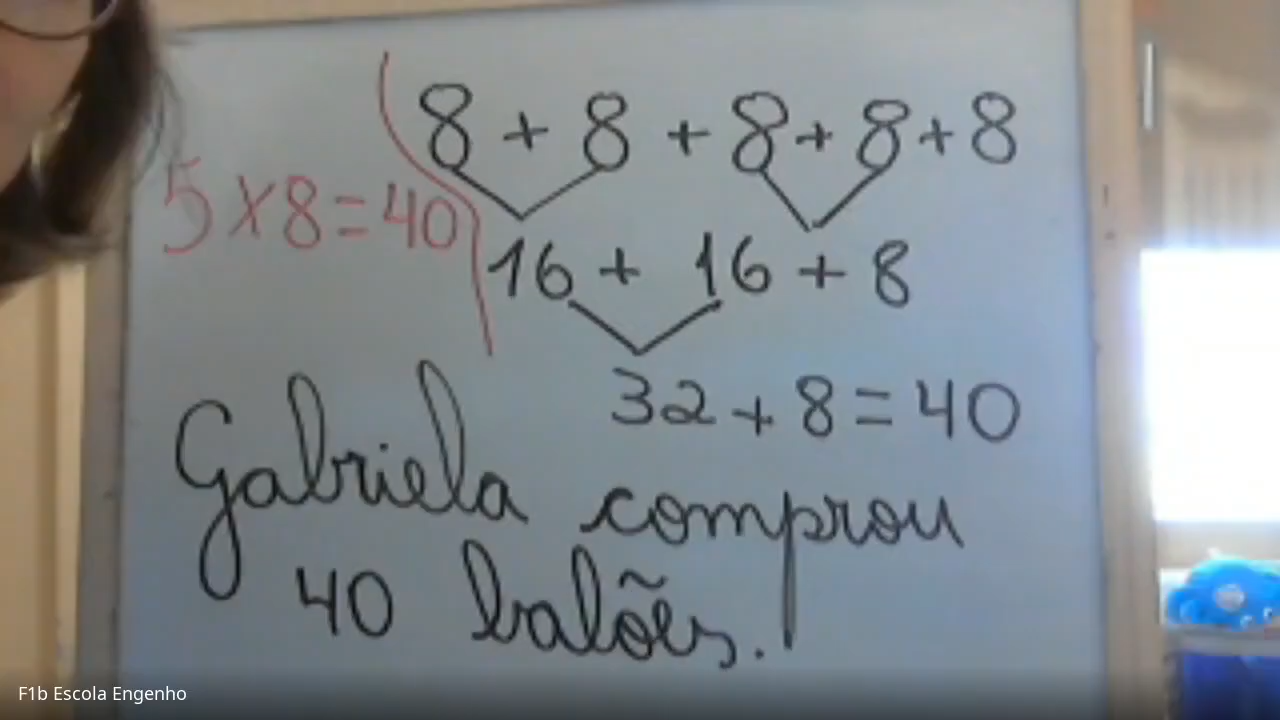 8 + 8 + 8 + 8 + 8
5 x 8 = 40
16 + 16 + 8
32 + 8 = 40
Gabriela comprou
40 balões.
F1b Escola Engenho